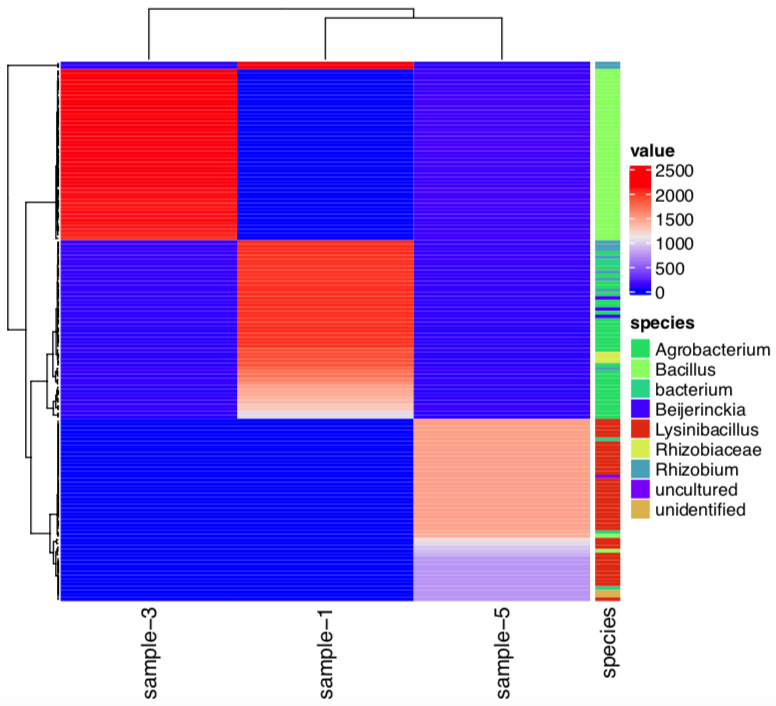 value
2500
2000
1500
1000
500
0
species
Agrobacterium
Bacillus
bacterium
Beijerinckia
Lysinibacillus
Rhizobiaceae
Rhizobium
uncultured
unidentified
sample−3
sample−1
sample−5
species